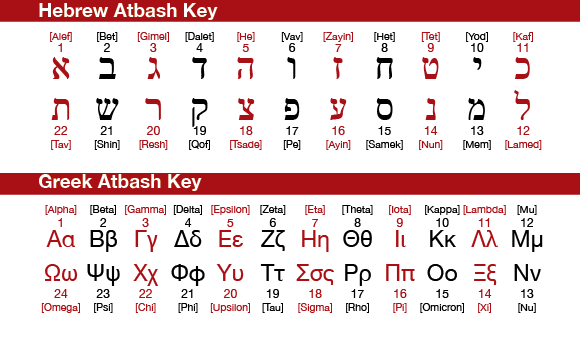 Hebrew Atbash Key
[Alef] [Bet] [Gimel] [Dalet] [He] [Vav] [Zayin] [Het] [Tet] [Yod] [Kaf]
1 2 3 4 5 6 7 8 9 10 11
א ב ג ד ה ו ז ח ט י כ
ת ש ר ק צ פ ע ס נ מ ל
22 21 20 19 18 17 16 15 14 13 12
[Tav] [Shin] [Resh] [Qof] [Tsade] [Pe] [Ayin] [Samek] [Nun] [Mem] [Lamed]
Greek Atbash Key
[Alpha] [Beta] [Gamma] [Delta] [Epsilon] [Zeta] [Eta] [Theta] [Iota] [Kappa] [Lambda] [Mu]
1 2 3 4 5 6 7 8 9 10 11 12
Αα Ββ Γγ Δδ Εε Ζζ Ηη Θθ Ιι Κκ Λλ Μμ
Ωω Ψψ Χχ Φφ Υυ Ττ Σσς Ρρ Ππ Οο Ξξ Νν
24 23 22 21 20 19 18 17 16 15 14 13
[Omega] [Psi] [Chi] [Phi] [Upsilon] [Tau] [Sigma] [Rho] [Pi] [Omicron] [Xi] [Nu]